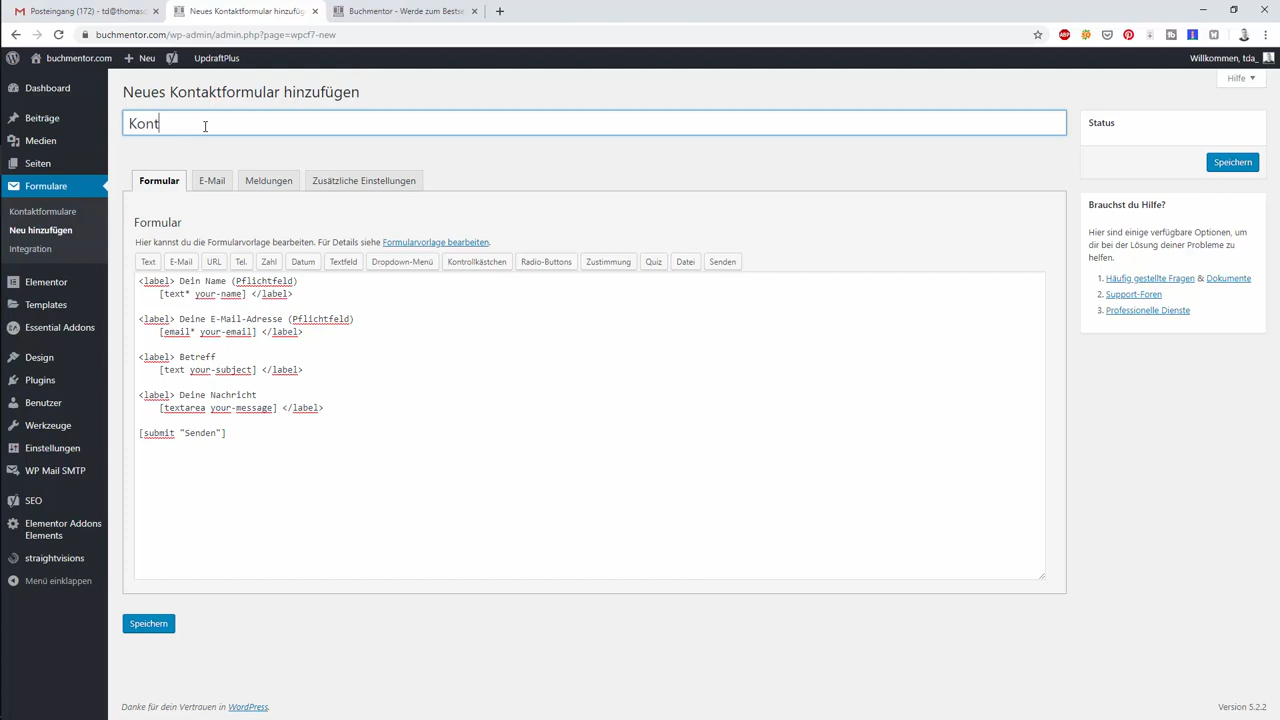 Posteingang (172) - td@thomasc
Neues Kontaktformular hinzufüg
Buchmentor - Werde zum Bestse
buchmentor.com/wp-admin/admin.php?page=wpcf7-new
buchmentor.com
Neu
UpdraftPlus
Willkommen, tda_
Hilfe
Dashboard
Beiträge
Medien
Seiten
Formulare
Kontaktformulare
Neu hinzufügen
Integration
Elementor
Templates
Essential Addons
Design
Plugins
Benutzer
Werkzeuge
Einstellungen
WP Mail SMTP
SEO
Elementor Addons
Elements
straightvisions
Menü einklappen
Neues Kontaktformular hinzufügen
Kont
Formular
E-Mail
Meldungen
Zusätzliche Einstellungen
Formular
Hier kannst du die Formularvorlage bearbeiten. Für Details siehe Formularvorlage bearbeiten.
Text
E-Mail
URL
Tel.
Zahl
Datum
Textfeld
Dropdown-Menü
Kontrollkästchen
Radio-Buttons
Zustimmung
Quiz
Datei
Senden
<label> Dein Name (Pflichtfeld)
[text* your-name] </label>
<label> Deine E-Mail-Adresse (Pflichtfeld)
[email* your-email] </label>
<label> Betreff
[text your-subject] </label>
<label> Deine Nachricht
[textarea your-message] </label>
[submit "Senden"]
Speichern
Status
Speichern
Brauchst du Hilfe?
Hier sind einige verfügbare Optionen, um
dir bei der Lösung deiner Probleme zu
helfen.
1. Häufig gestellte Fragen & Dokumente
2. Support-Foren
3. Professionelle Dienste
Danke für dein Vertrauen in WordPress.
Version 5.2.2